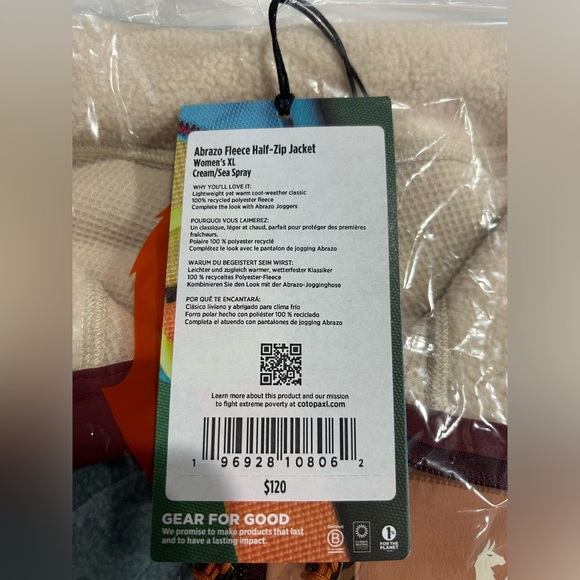 Abrazo Fleece Half-Zip Jacket
Women's XL
Cream/Sea Spray
WHY YOU'LL LOVE IT:
Lightweight yet warm cool-weather classic
100% recycled polyester fleece
Complete the look with Abrazo Joggers
POURQUOI VOUS L'AIMEREZ:
Un classique, léger et chaud, parfait pour protéger des premières
fraîcheurs.
Polaire 100 % polyester recyclé
Complétez le look avec le pantalon de jogging Abrazo
WARUM DU BEGEISTERT SEIN WIRST:
Leichter und zugleich warmer, wetterfester Klassiker
100 % recyceltes Polyester-Fleece
Kombinieren Sie den Look mit der Abrazo-Jogginghose
POR QUÉ TE ENCANTARÁ:
Clásico liviano y abrigado para clima frío
Forro polar hecho con poliéster 100 % reciclado
Completa el atuendo con pantalones de jogging Abrazo
Learn more about this product and our mission
to fight extreme poverty at cotopaxi.com
1 96928 10806 2
$120
GEAR FOR GOOD
We promise to make products that last
and to have a lasting impact.
B
1
FOR THE
PLANET